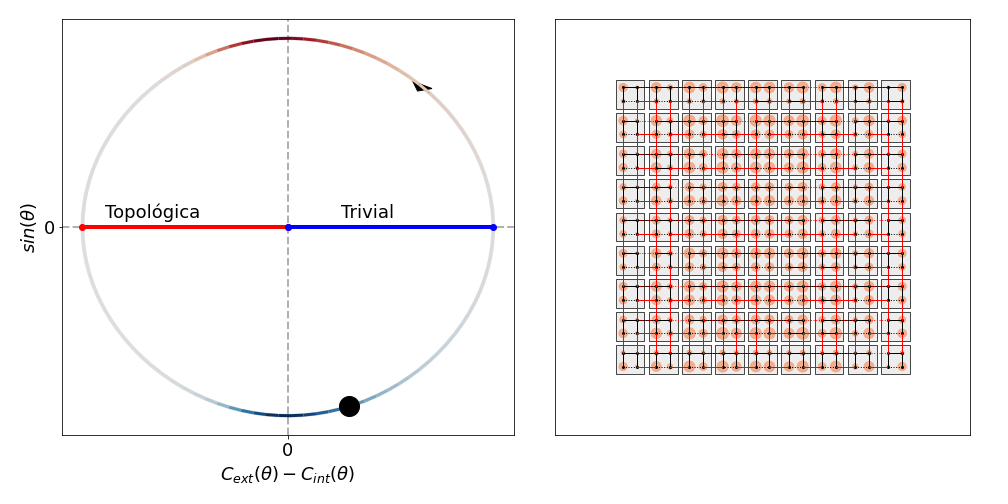 Topológica
Trivial
sin(θ)
0
0
C_ext(θ) − C_int(θ)